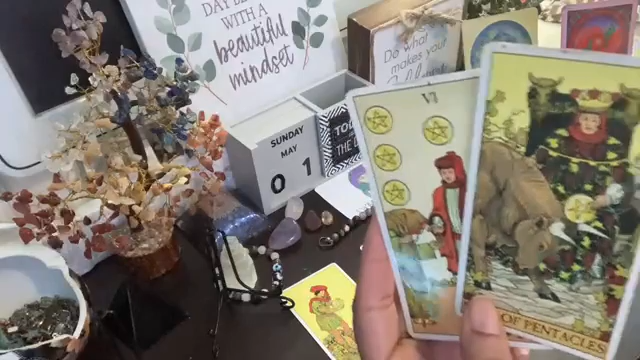 DAY
WITH A
beautiful
mindset
Do what
makes your
SUNDAY
MAY
0 1
VI
OF PENTACLES